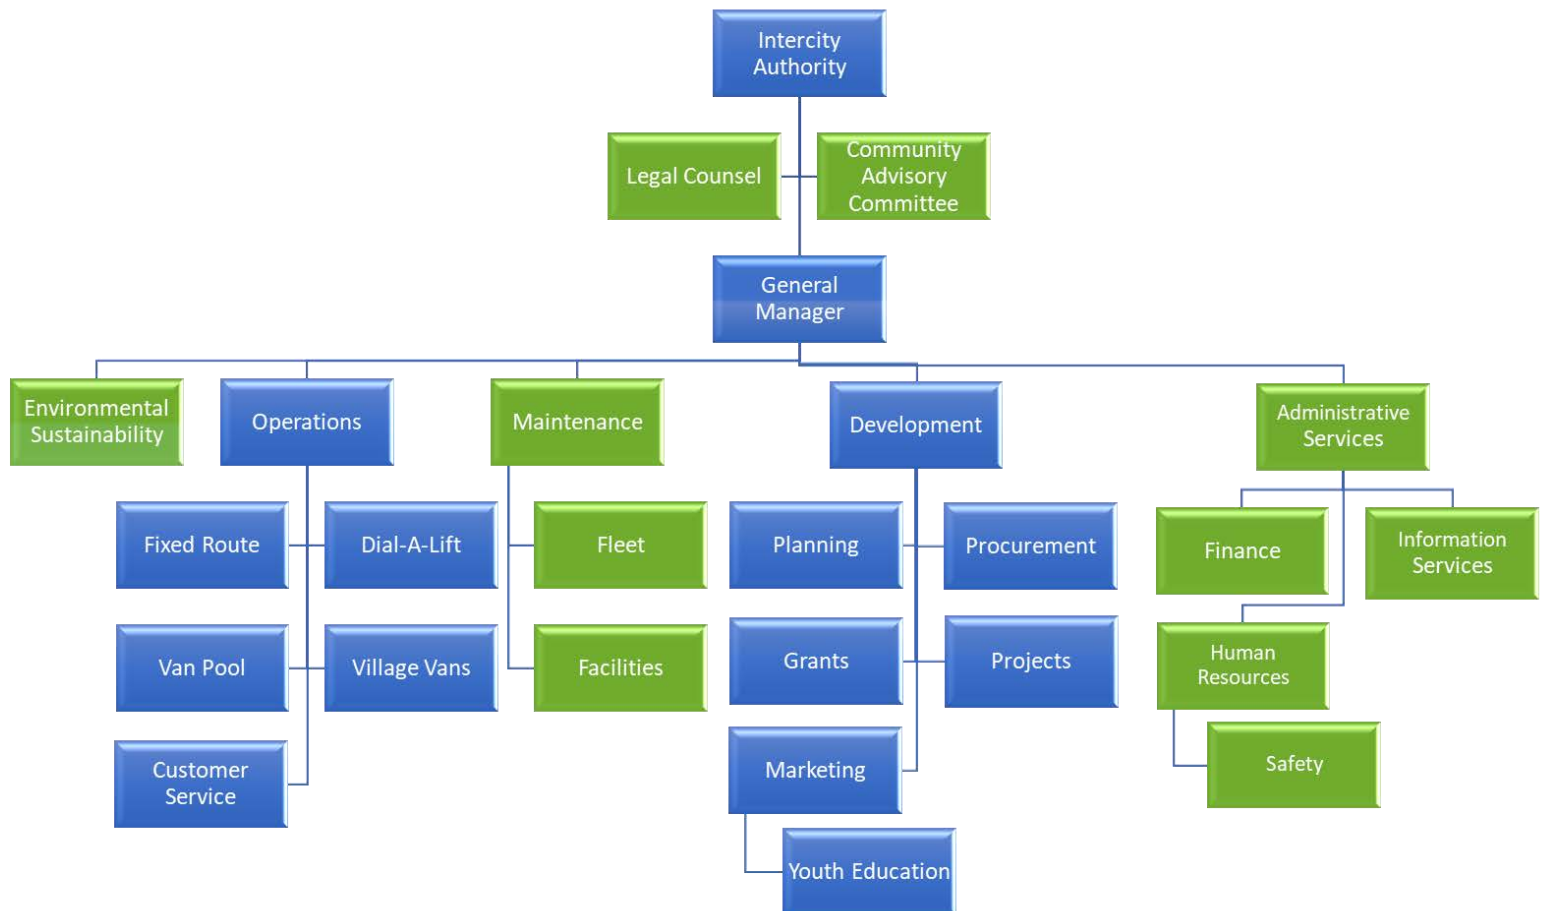 Intercity
Authority
Legal Counsel
Community
Advisory
Committee
General
Manager
Environmental
Sustainability
Operations
Maintenance
Development
Administrative
Services
Fixed Route
Dial-A-Lift
Fleet
Planning
Procurement
Finance
Information
Services
Van Pool
Village Vans
Facilities
Grants
Projects
Human
Resources
Customer
Service
Marketing
Safety
Youth Education